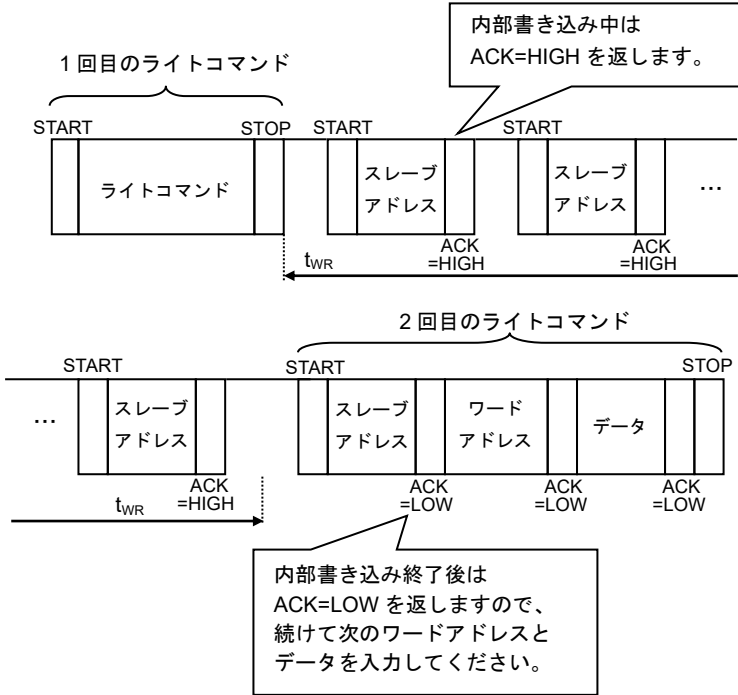 内部書き込み中は
ACK=HIGH を返します。
1 回目のライトコマンド
START STOP START START
ライトコマンド
スレーブ
アドレス
スレーブ
アドレス
…
ACK
=HIGH
ACK
=HIGH
tWR
2 回目のライトコマンド
START START STOP
…
スレーブ
アドレス
スレーブ
アドレス
ワード
アドレス
データ
ACK
=HIGH
ACK
=LOW
ACK
=LOW
ACK
=LOW
tWR
内部書き込み終了後は
ACK=LOW を返しますので、
続けて次のワードアドレスと
データを入力してください。